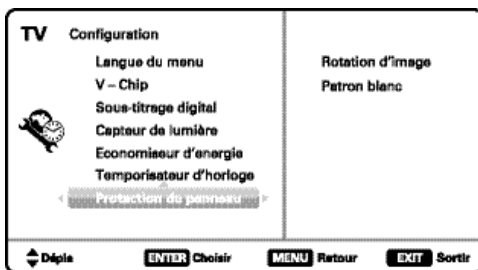 TV Configuration
Langue du menu
V – Chip
Sous-titrage digital
Capteur de lumière
Economiseur d'energie
Temporisateur d'horloge
Protection du panneau
Rotation d'image
Patron blanc
Dépla ENTER Choisir MENU Retour EXIT Sortir